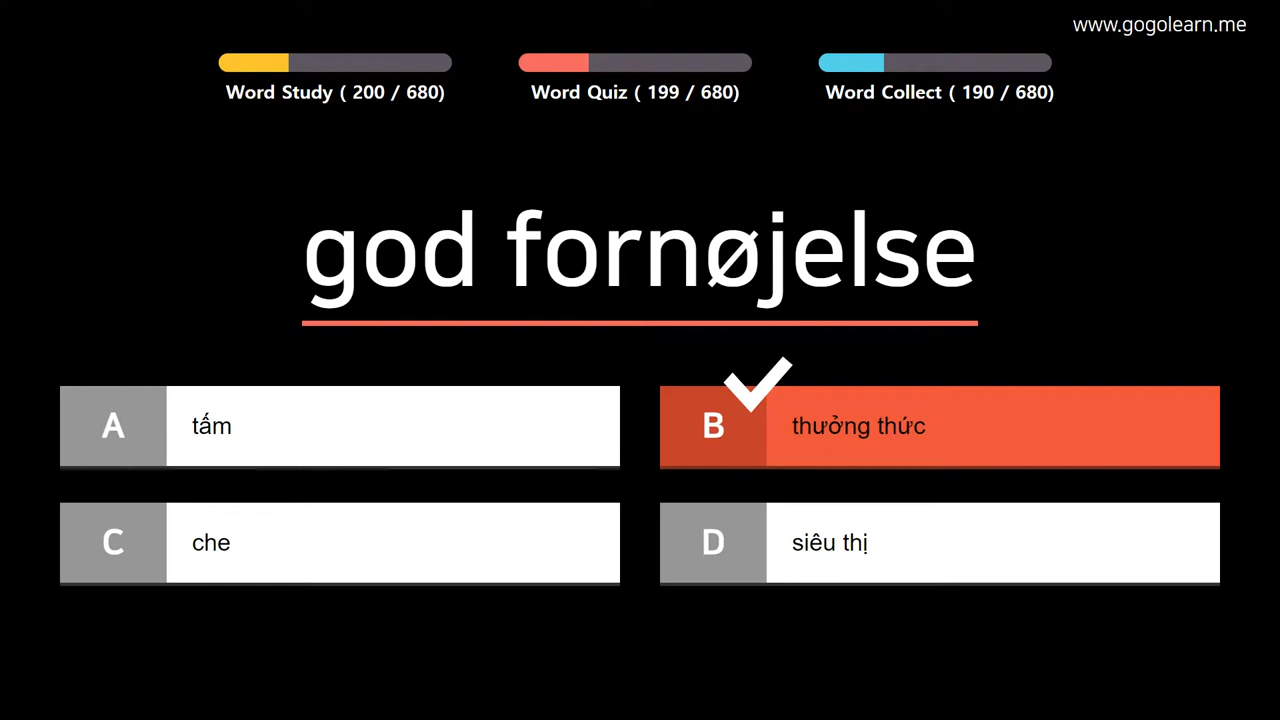 www.gogolearn.me
Word Study ( 200 / 680)
Word Quiz ( 199 / 680)
Word Collect ( 190 / 680)
god fornøjelse
A
tấm
B
thưởng thức
C
che
D
siêu thị